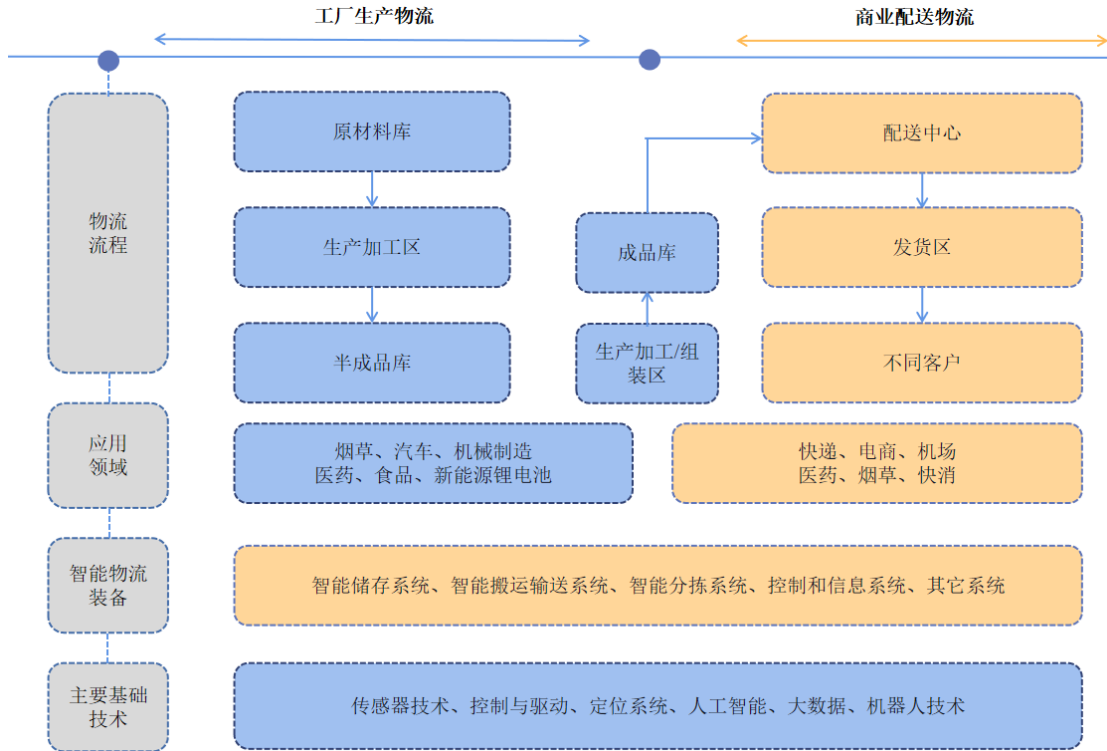 工厂生产物流
商业配送物流
物流
流程
原材料库
生产加工区
半成品库
成品库
生产加工/组
装区
配送中心
发货区
不同客户
应用
领域
烟草、汽车、机械制造
医药、食品、新能源锂电池
快递、电商、机场
医药、烟草、快消
智能物流
装备
智能储存系统、智能搬运输送系统、智能分拣系统、控制和信息系统、其它系统
主要基础
技术
传感器技术、控制与驱动、定位系统、人工智能、大数据、机器人技术